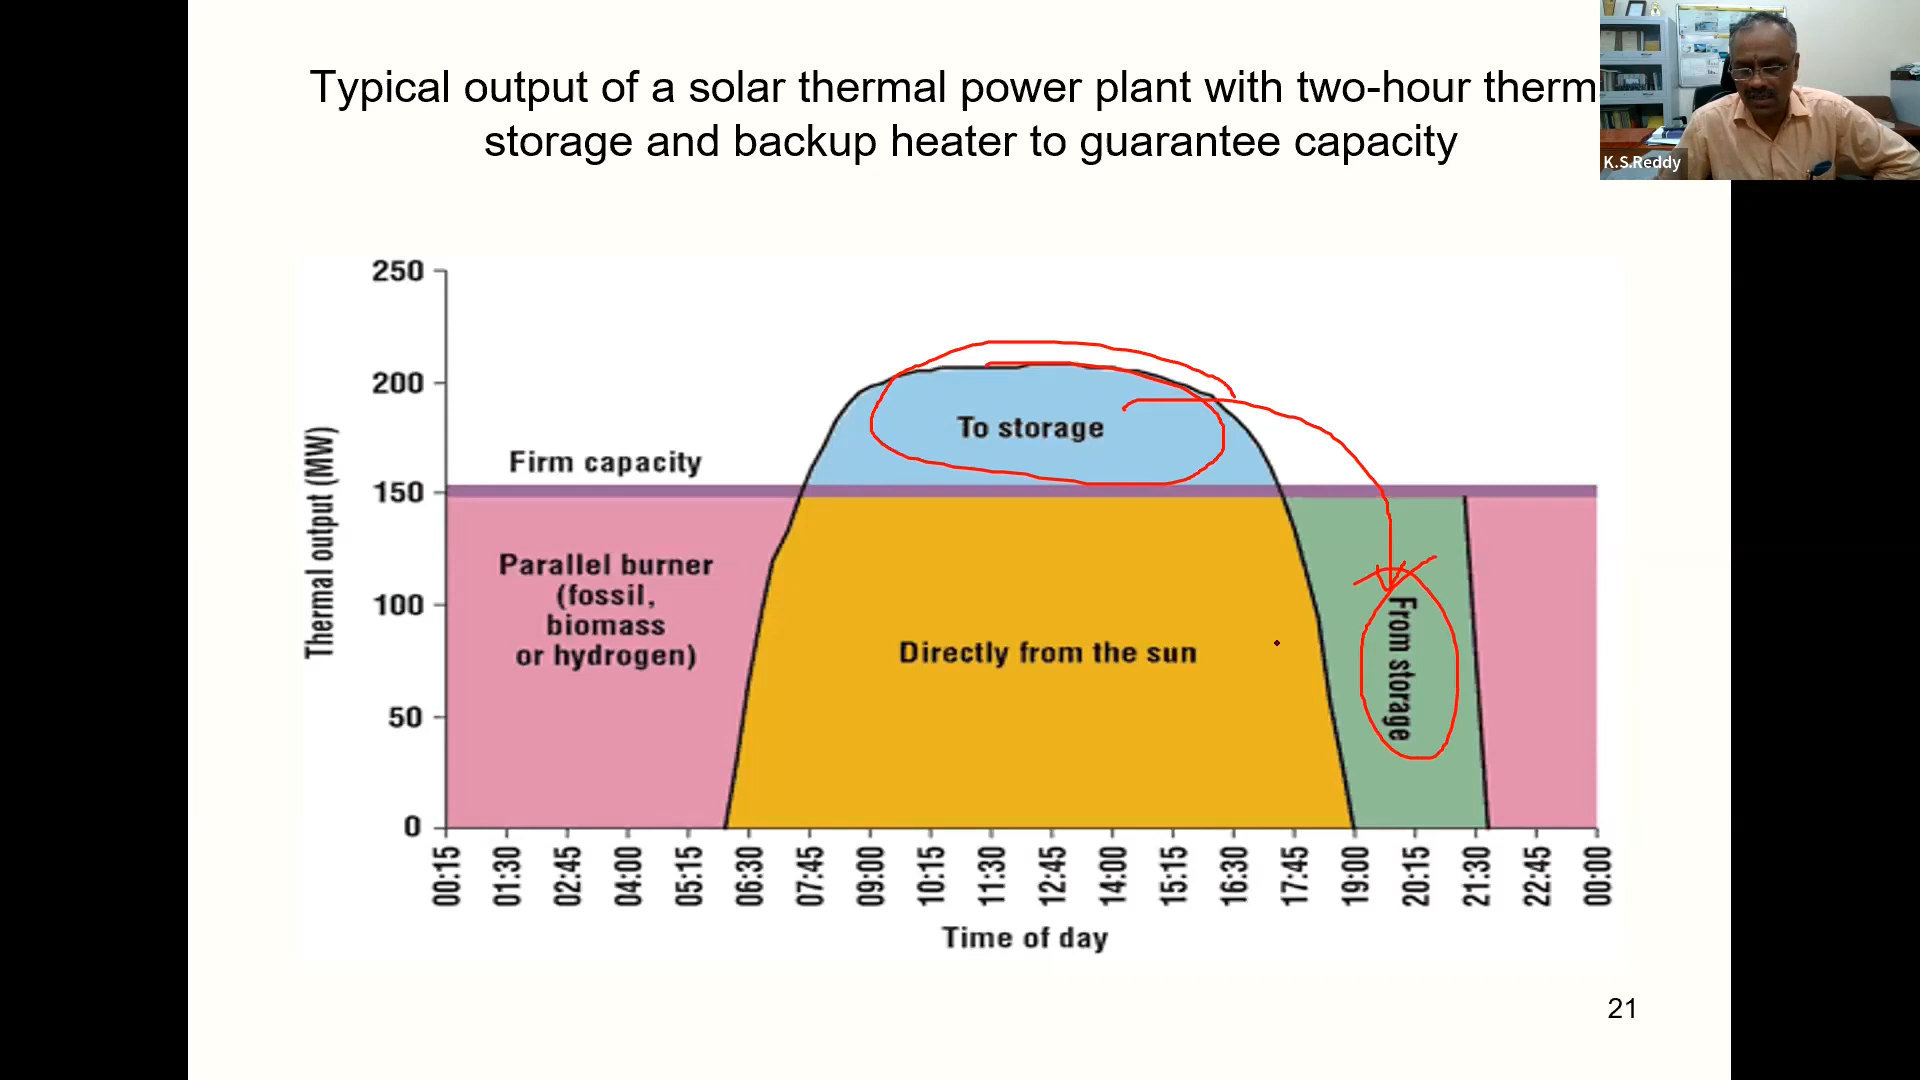 Typical output of a solar thermal power plant with two-hour therm
storage and backup heater to guarantee capacity
K.S.Reddy
250
200
150
100
50
0
Thermal output (MW)
Firm capacity
To storage
Parallel burner
(fossil,
biomass
or hydrogen)
Directly from the sun
From storage
00:15
01:30
02:45
04:00
05:15
06:30
07:45
09:00
10:15
11:30
12:45
14:00
15:15
16:30
17:45
19:00
20:15
21:30
22:45
00:00
Time of day
21